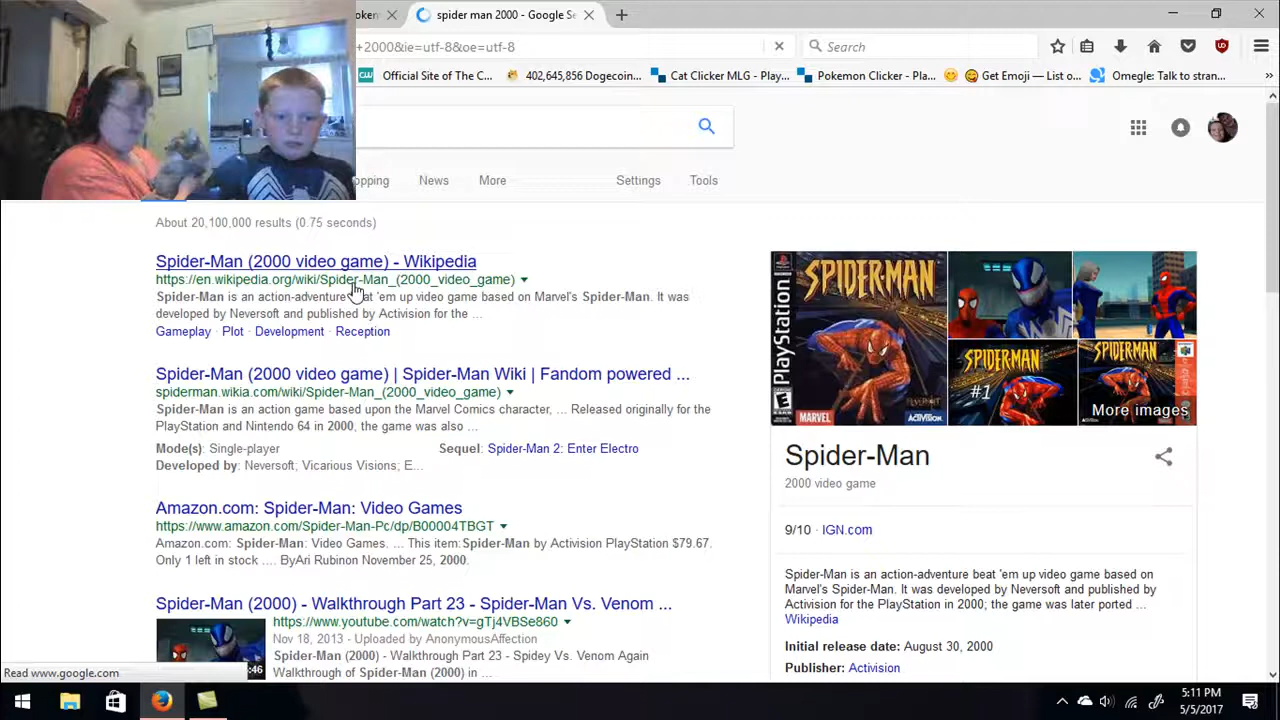 spider man 2000 - Google Se
+ 2000&ie=utf-8&oe=utf-8
Search
Official Site of The C...
402,645,856 Dogecoin...
Cat Clicker MLG - Play...
Pokemon Clicker - Pla...
Get Emoji — List o...
Omegle: Talk to stran...
News
More
Settings
Tools
About 20,100,000 results (0.75 seconds)
Spider-Man (2000 video game) - Wikipedia
https://en.wikipedia.org/wiki/Spider-Man_(2000_video_game)
Spider-Man is an action-adventure beat 'em up video game based on Marvel's Spider-Man. It was
developed by Neversoft and published by Activision for the ...
Gameplay · Plot · Development · Reception
Spider-Man (2000 video game) | Spider-Man Wiki | Fandom powered ...
spiderman.wikia.com/wiki/Spider-Man_(2000_video_game)
Spider-Man is an action game based upon the Marvel Comics character, ... Released originally for the
PlayStation and Nintendo 64 in 2000, the game was also ...
Mode(s): Single-player
Sequel: Spider-Man 2: Enter Electro
Developed by: Neversoft; Vicarious Visions; E...
Amazon.com: Spider-Man: Video Games
https://www.amazon.com/Spider-Man-Pc/dp/B00004TBGT
Amazon.com: Spider-Man: Video Games. ... This item:Spider-Man by Activision PlayStation $79.67.
Only 1 left in stock .... ByAri Rubinon November 25, 2000.
Spider-Man (2000) - Walkthrough Part 23 - Spider-Man Vs. Venom ...
https://www.youtube.com/watch?v=gTj4VBSe860
Nov 18, 2013 - Uploaded by AnonymousAffection
Spider-Man (2000) - Walkthrough Part 23 - Spidey Vs. Venom Again
Walkthrough of Spider-Man (2000) in ...
:46
PlayStation
SPIDER-MAN
MARVEL
ACTIVISION
SPIDER-MAN
#1
SPIDER-MAN
More images
Spider-Man
2000 video game
9/10 · IGN.com
Spider-Man is an action-adventure beat 'em up video game based on
Marvel's Spider-Man. It was developed by Neversoft and published by
Activision for the PlayStation in 2000; the game was later ported ...
Wikipedia
Initial release date: August 30, 2000
Publisher: Activision
Read www.google.com
5:11 PM
5/5/2017